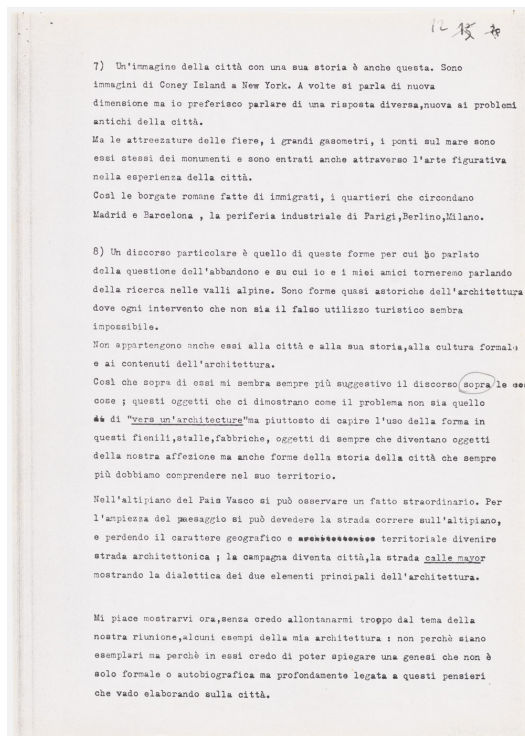 12
7) Un'immagine della città con una sua storia è anche questa. Sono
immagini di Coney Island a New York. A volte si parla di nuova
dimensione ma io preferisco parlare di una risposta diversa,nuova ai problemi
antichi della città.
Ma le attreezature delle fiere, i grandi gasometri, i ponti sul mare sono
essi stessi dei monumenti e sono entrati anche attraverso l'arte figurativa
nella esperienza della città.
Così le borgate romane fatte di immigrati, i quartieri che circondano
Madrid e Barcelona , la periferia industriale di Parigi,Berlino,Milano.
8) Un discorso particolare è quello di queste forme per cui ho parlato
della questione dell'abbandono e su cui io e i miei amici torneremo parlando
della ricerca nelle valli alpine. Sono forme quasi astoriche dell'architettura
dove ogni intervento che non sia il falso utilizzo turistico sembra
impossibile.
Non appartengono anche essi alla città e alla sua storia,alla cultura formale
e ai contenuti dell'architettura.
Così che sopra di essi mi sembra sempre più suggestivo il discorso sopra le
cose ; questi oggetti che ci dimostrano come il problema non sia quello
di "vers un'architecture"ma piuttosto di capire l'uso della forma in
questi fienili,stalle,fabbriche, oggetti di sempre che diventano oggetti
della nostra affezione ma anche forme della storia della città che sempre
più dobbiamo comprendere nel suo territorio.
Nell'altipiano del Pais Vasco si può osservare un fatto straordinario. Per
l'ampiezza del paesaggio si può devedere la strada correre sull'altipiano,
e perdendo il carattere geografico e architettonico territoriale divenire
strada architettonica ; la campagna diventa città,la strada calle mayor
mostrando la dialettica dei due elementi principali dell'architettura.
Mi piace mostrarvi ora,senza credo allontanarmi troppo dal tema della
nostra riunione,alcuni esempi della mia architettura : non perchè siano
esemplari ma perchè in essi credo di poter spiegare una genesi che non è
solo formale o autobiografica ma profondamente legata a questi pensieri
che vado elaborando sulla città.